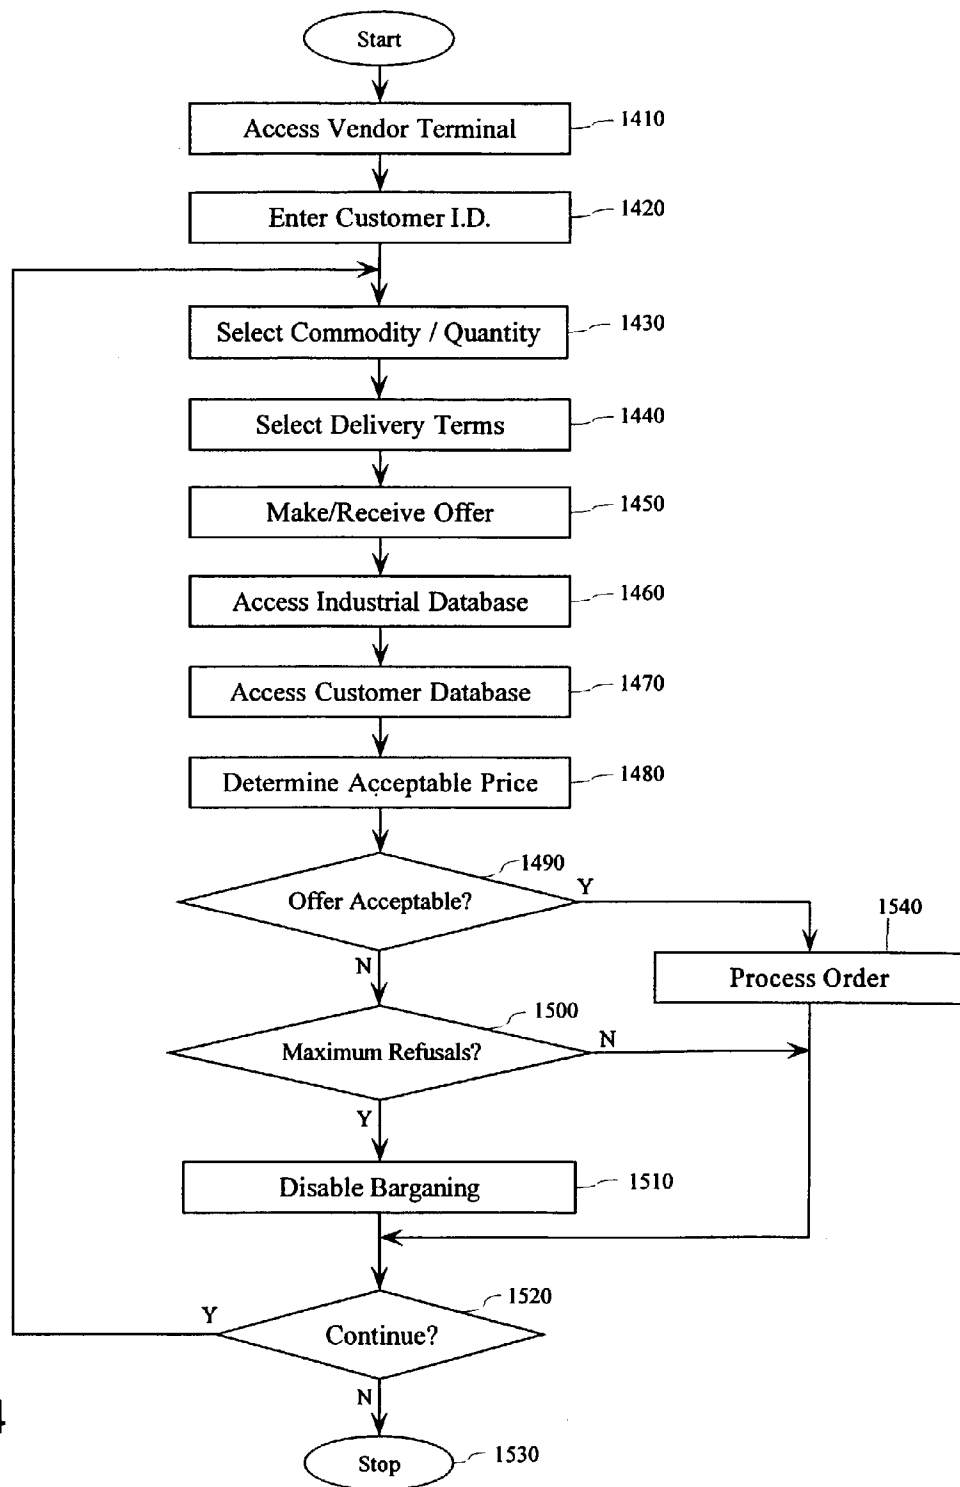 Start
Access Vendor Terminal
1410
Enter Customer I.D.
1420
Select Commodity / Quantity
1430
Select Delivery Terms
1440
Make/Receive Offer
1450
Access Industrial Database
1460
Access Customer Database
1470
Determine Acceptable Price
1480
Offer Acceptable?
1490
Y
N
1540
Process Order
Maximum Refusals?
1500
N
Y
Disable Barganing
1510
Continue?
1520
Y
N
Stop
1530
4